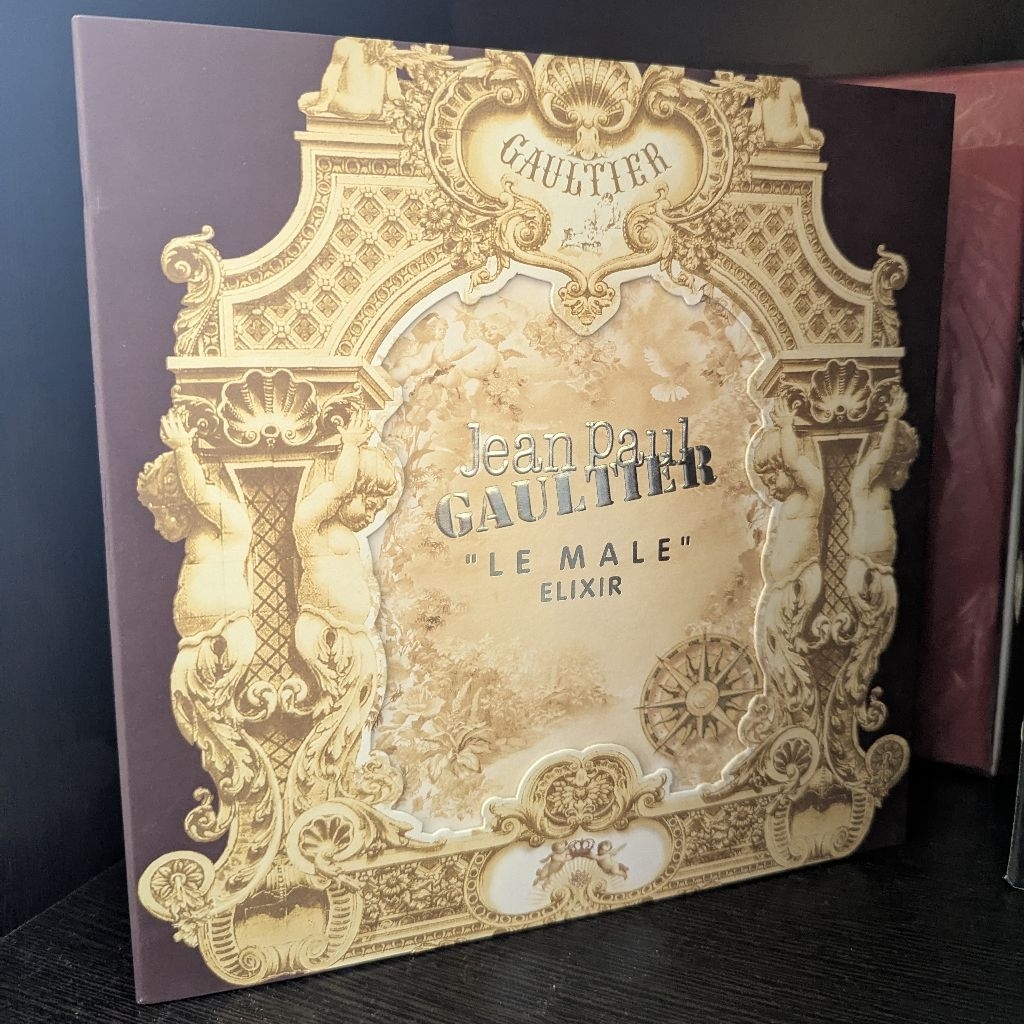 GAULTIER
Jean Paul
GAULTIER
"LE MALE"
ELIXIR